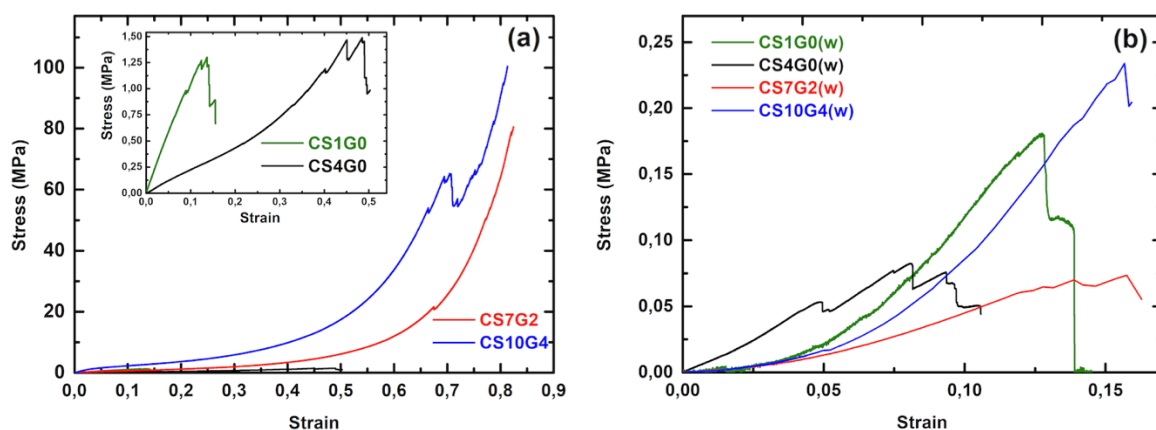 (a)
Stress (MPa)
100
80
60
40
20
0
0,0 0,1 0,2 0,3 0,4 0,5 0,6 0,7 0,8 0,9
Strain
CS7G2
CS10G4
Stress (MPa)
1,50
1,25
1,00
0,75
0,50
0,25
0,00
0,0 0,1 0,2 0,3 0,4 0,5
Strain
CS1G0
CS4G0
(b)
Stress (MPa)
0,25
0,20
0,15
0,10
0,05
0,00
0,00 0,05 0,10 0,15
Strain
CS1G0(w)
CS4G0(w)
CS7G2(w)
CS10G4(w)